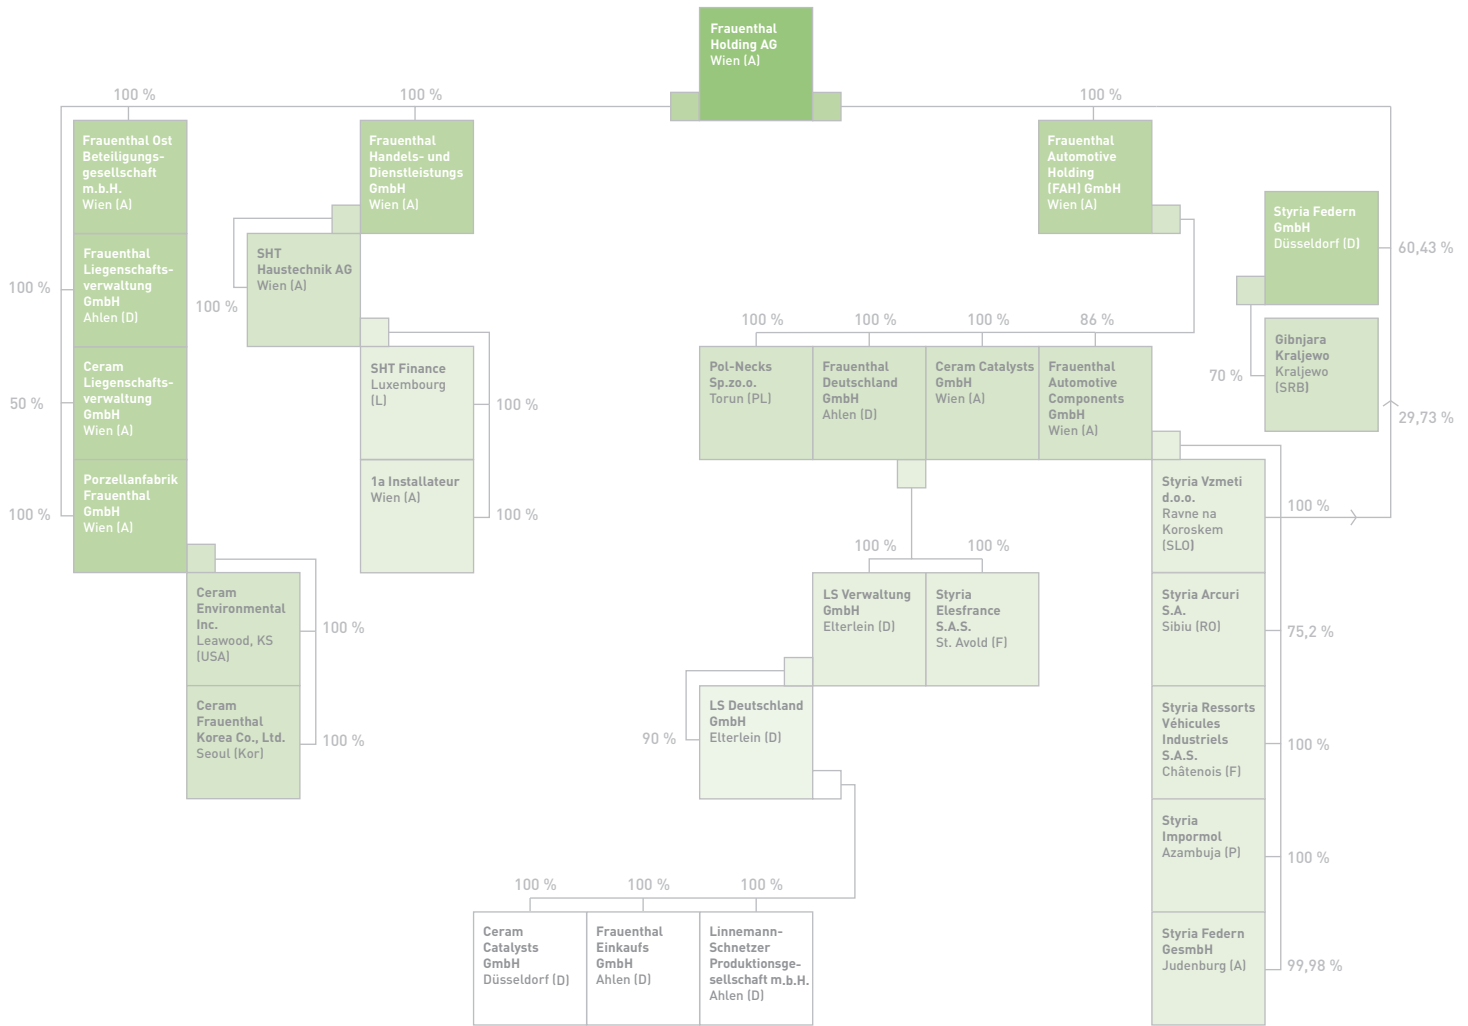 Frauenthal
Holding AG
Wien (A)
100 %
100 %
100 %
Frauenthal Ost
Beteiligungs-
gesellschaft
m.b.H.
Wien (A)
Frauenthal
Handels- und
Dienstleistungs
GmbH
Wien (A)
Frauenthal
Automotive
Holding
(FAH) GmbH
Wien (A)
Styria Federn
GmbH
Düsseldorf (D)
60,43 %
Frauenthal
Liegenschafts-
verwaltung
GmbH
Ahlen (D)
100 %
SHT
Haustechnik AG
Wien (A)
100 %
100 %
100 %
100 %
86 %
Gibnjara
Kraljewo
Kraljewo
(SRB)
70 %
29,73 %
Ceram
Liegenschafts-
verwaltung
GmbH
Wien (A)
50 %
SHT Finance
Luxembourg
(L)
100 %
Pol-Necks
Sp.zo.o.
Torun (PL)
Frauenthal
Deutschland
GmbH
Ahlen (D)
Ceram Catalysts
GmbH
Wien (A)
Frauenthal
Automotive
Components
GmbH
Wien (A)
Porzellanfabrik
Frauenthal
GmbH
Wien (A)
100 %
1a Installateur
Wien (A)
100 %
Styria Vzmeti
d.o.o.
Ravne na
Koroskem
(SLO)
100 %
100 %
100 %
Ceram
Environmental
Inc.
Leawood, KS
(USA)
100 %
LS Verwaltung
GmbH
Elterlein (D)
Styria
Elesfrance
S.A.S.
St. Avold (F)
Styria Arcuri
S.A.
Sibiu (RO)
75,2 %
Ceram
Frauenthal
Korea Co., Ltd.
Seoul (Kor)
100 %
LS Deutschland
GmbH
Elterlein (D)
90 %
Styria Ressorts
Véhicules
Industriels
S.A.S.
Châtenois (F)
100 %
Styria
Impormol
Azambuja (P)
100 %
100 %
100 %
100 %
Ceram
Catalysts
GmbH
Düsseldorf (D)
Frauenthal
Einkaufs
GmbH
Ahlen (D)
Linnemann-
Schnetzer
Produktionsge-
sellschaft m.b.H.
Ahlen (D)
Styria Federn
GesmbH
Judenburg (A)
99,98 %